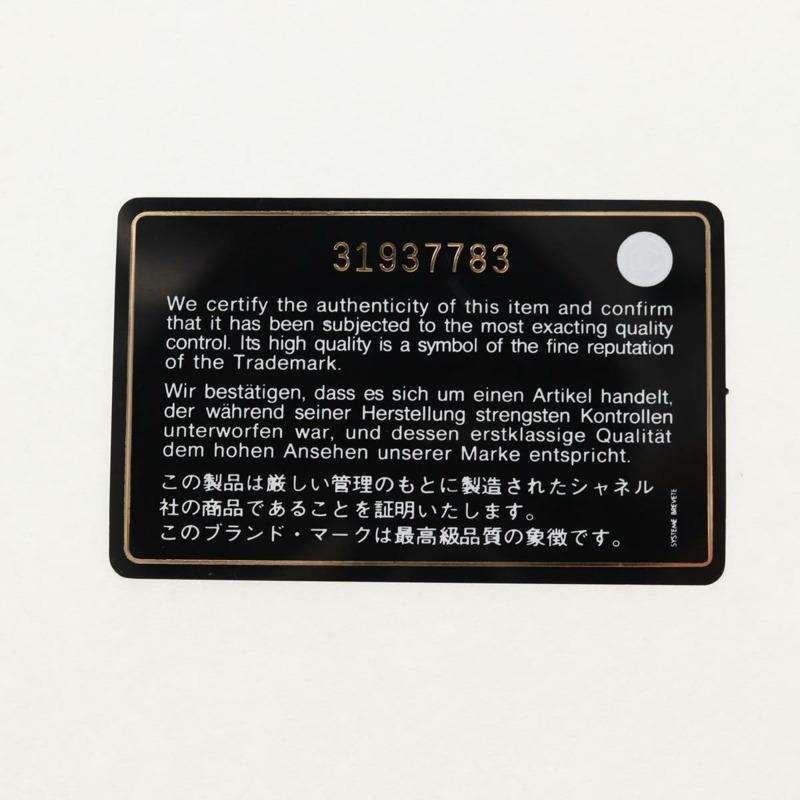 31937783
We certify the authenticity of this item and confirm
that it has been subjected to the most exacting quality
control. Its high quality is a symbol of the fine reputation
of the Trademark.
Wir bestätigen, dass es sich um einen Artikel handelt,
der während seiner Herstellung strengsten Kontrollen
unterworfen war, und dessen erstklassige Qualität
dem hohen Ansehen unserer Marke entspricht.
この製品は厳しい管理のもとに製造されたシャネル
社の商品であることを証明いたします。
このブランド・マークは最高級品質の象徴です。
SYSTEME BREVETE